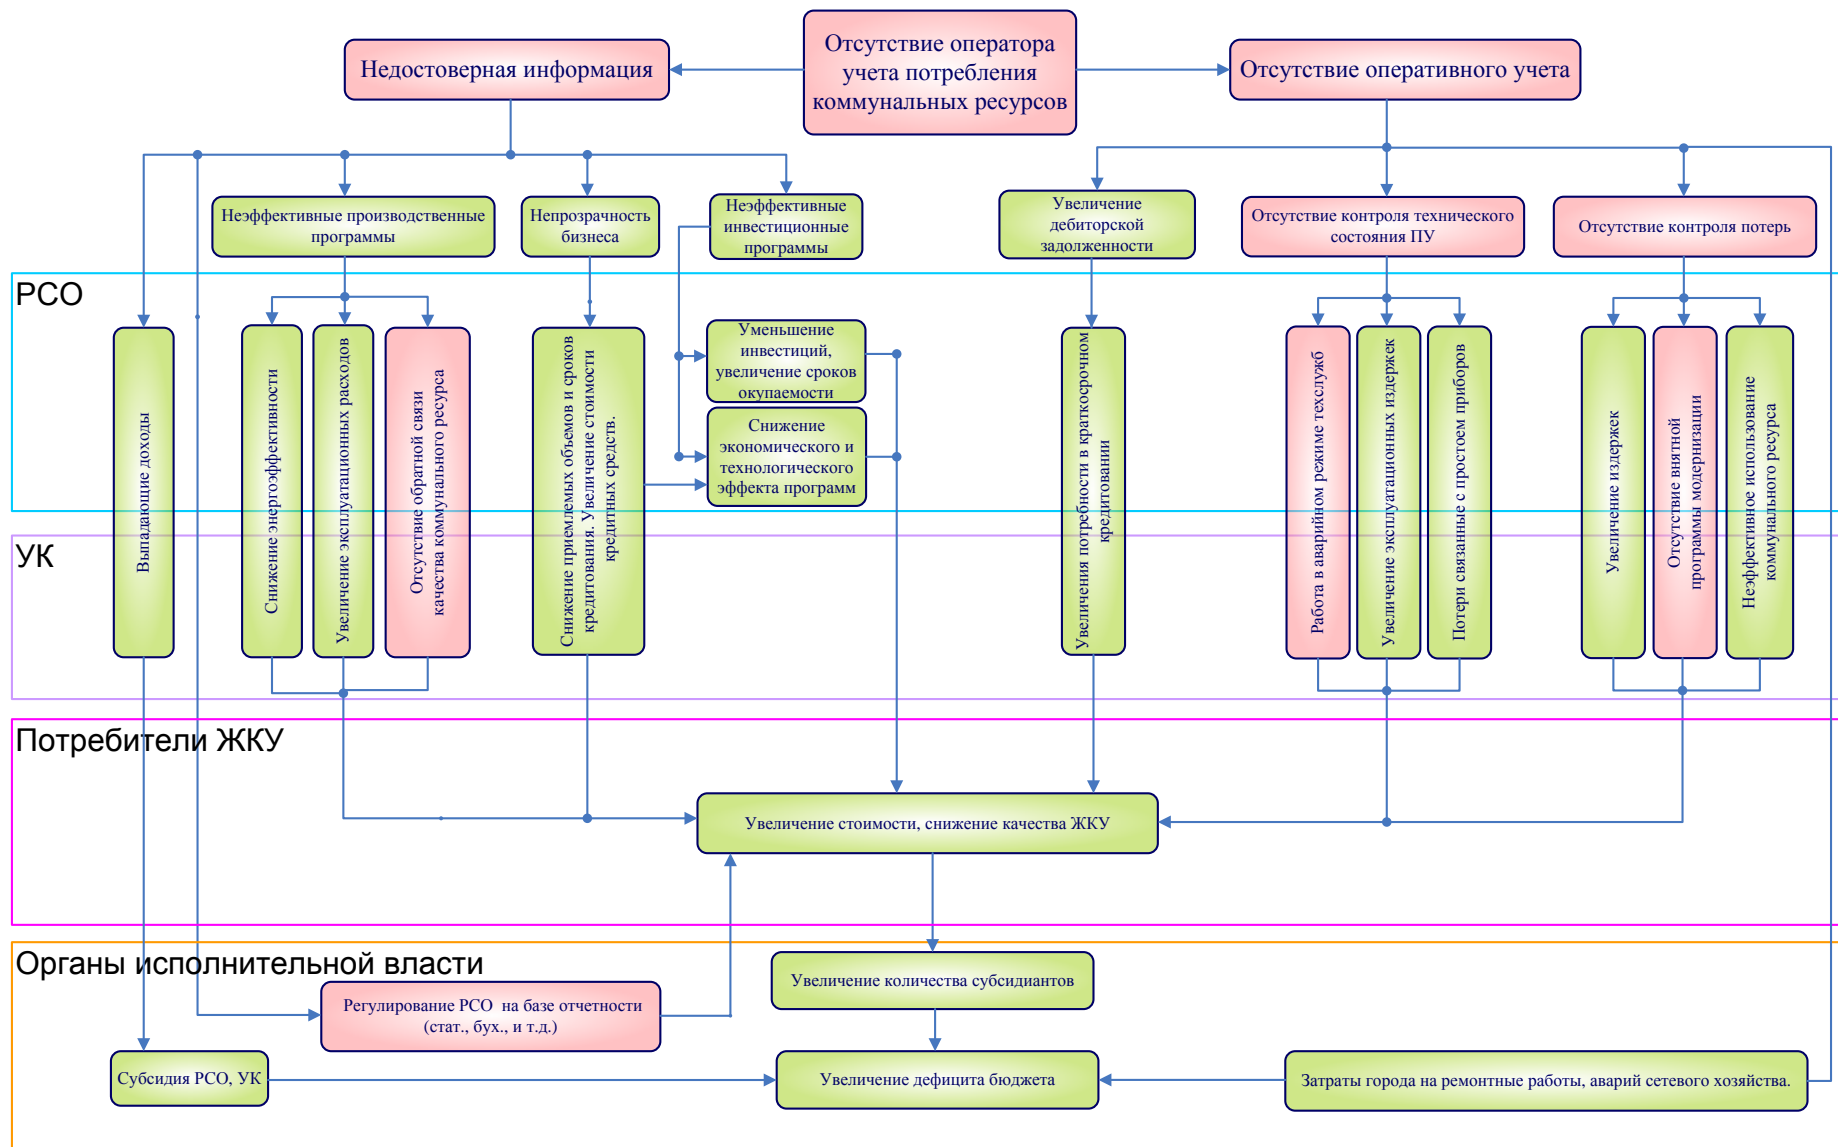 Отсутствие оператора
учета потребления
коммунальных ресурсов
Недостоверная информация
Отсутствие оперативного учета
Неэффективные производственные
программы
Непрозрачность
бизнеса
Неэффективные
инвестиционные
программы
Увеличение
дебиторской
задолженности
Отсутствие контроля технического
состояния ПУ
Отсутствие контроля потерь
РСО
Выпадающие доходы
Снижение энергоэффективности
Увеличение эксплуатационных расходов
Отсутствие обратной связи
качества коммунального ресурса
Снижение приемлемых объемов и сроков
кредитования. Увеличение стоимости
кредитных средств.
Уменьшение
инвестиций,
увеличение сроков
окупаемости
Снижение
экономического и
технологического
эффекта программ
Увеличения потребности в краткосрочном
кредитовании
Работа в аварийном режиме техслужб
Увеличение эксплуатационных издержек
Потери связанные с простоем приборов
Увеличение издержек
Отсутствие внятной
программы модернизации
Неэффективное использование
коммунального ресурса
УК
Потребители ЖКУ
Увеличение стоимости, снижение качества ЖКУ
Органы исполнительной власти
Увеличение количества субсидиантов
Регулирование РСО на базе отчетности
(стат., бух., и т.д.)
Субсидия РСО, УК
Увеличение дефицита бюджета
Затраты города на ремонтные работы, аварий сетевого хозяйства.